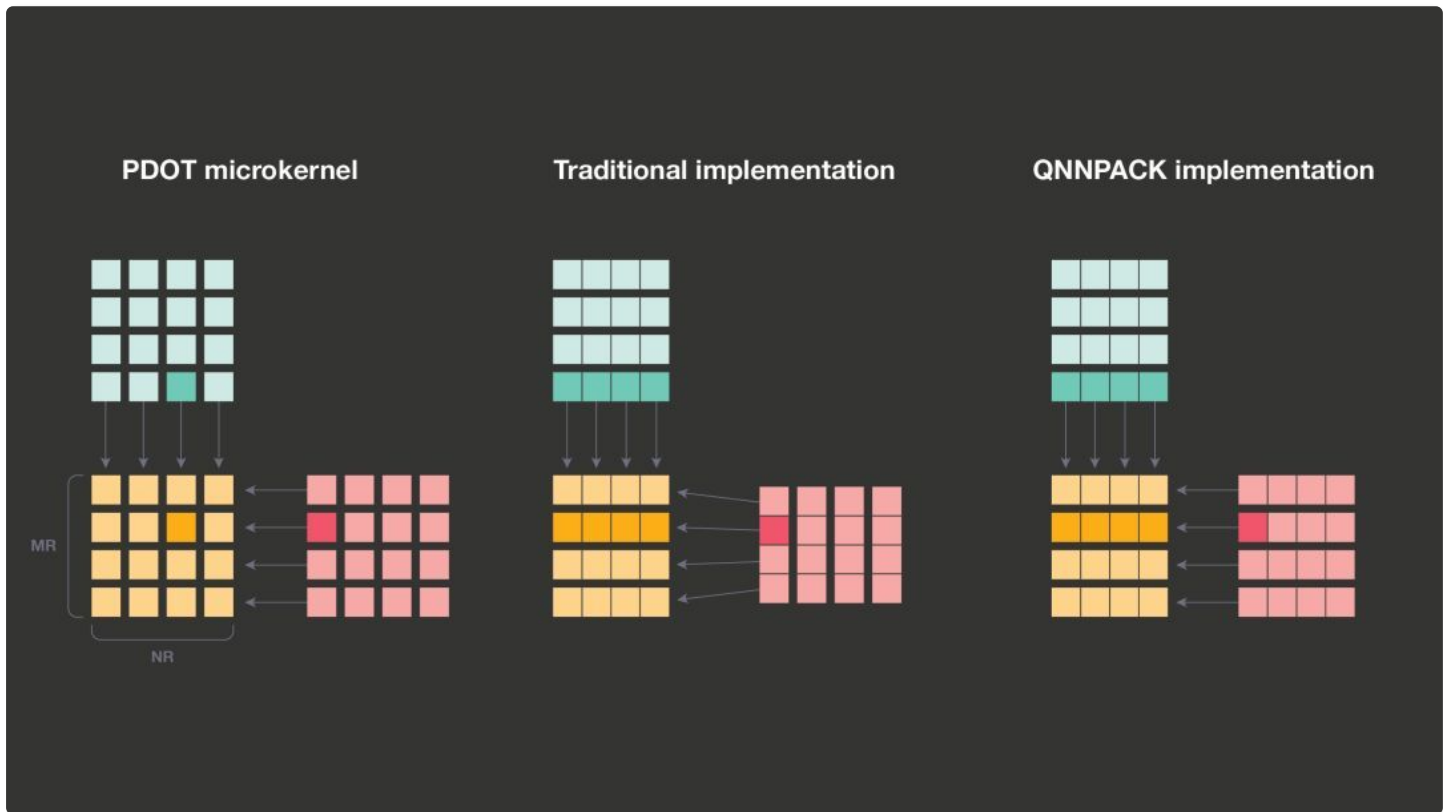 PDOT microkernel
Traditional implementation
QNNPACK implementation
MR
NR